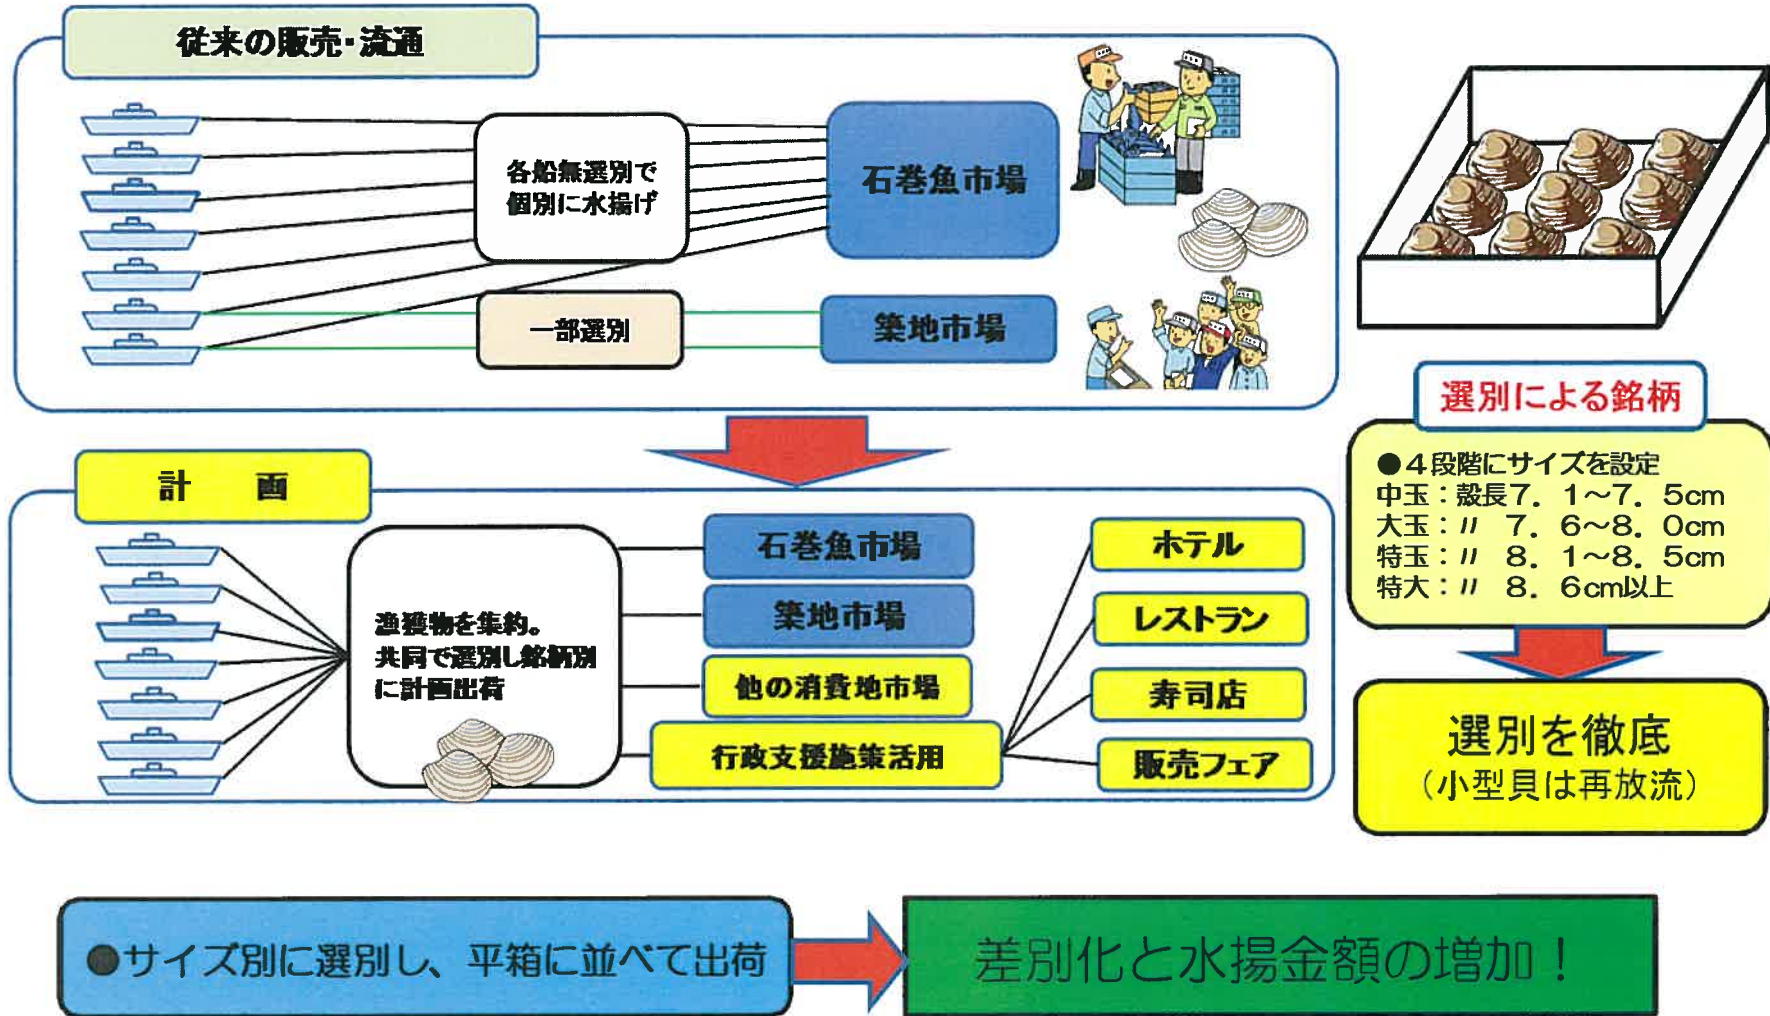 従来の販売・流通
各船無選別で
個別に水揚げ
石巻魚市場
一部選別
築地市場
選別による銘柄
●4段階にサイズを設定
中玉:殻長7.1~7.5cm
大玉:〃 7.6~8.0cm
特玉:〃 8.1~8.5cm
特大:〃 8.6cm以上
計 画
漁獲物を集約。
共同で選別し銘柄別
に計画出荷
石巻魚市場
築地市場
他の消費地市場
行政支援施策活用
ホテル
レストラン
寿司店
販売フェア
選別を徹底
(小型貝は再放流)
●サイズ別に選別し、平箱に並べて出荷
差別化と水揚金額の増加!